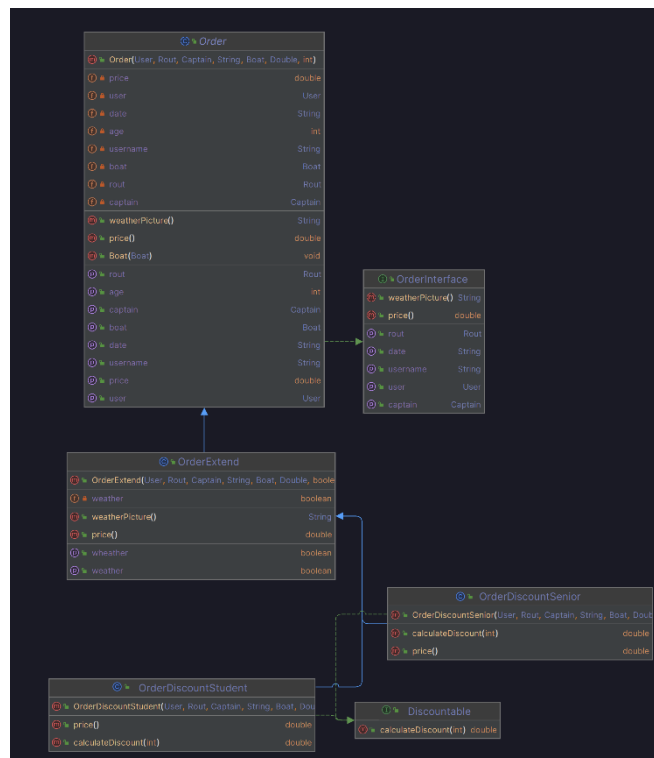 Order
Order(User, Rout, Captain, String, Boat, Double, int)
price double
user User
date String
age int
username String
boat Boat
rout Rout
captain Captain
weatherPicture() String
price() double
Boat(Boat) void
rout Rout
age int
captain Captain
boat Boat
date String
username String
price double
user User
OrderInterface
weatherPicture() String
price() double
rout Rout
date String
username String
user User
captain Captain
OrderExtend
OrderExtend(User, Rout, Captain, String, Boat, Double, boole
weather boolean
weatherPicture() String
price() double
wheather boolean
weather boolean
OrderDiscountSenior
OrderDiscountSenior(User, Rout, Captain, String, Boat, Doub
calculateDiscount(int) double
price() double
OrderDiscountStudent
OrderDiscountStudent(User, Rout, Captain, String, Boat, Dou
price() double
calculateDiscount(int) double
Discountable
calculateDiscount(int) double